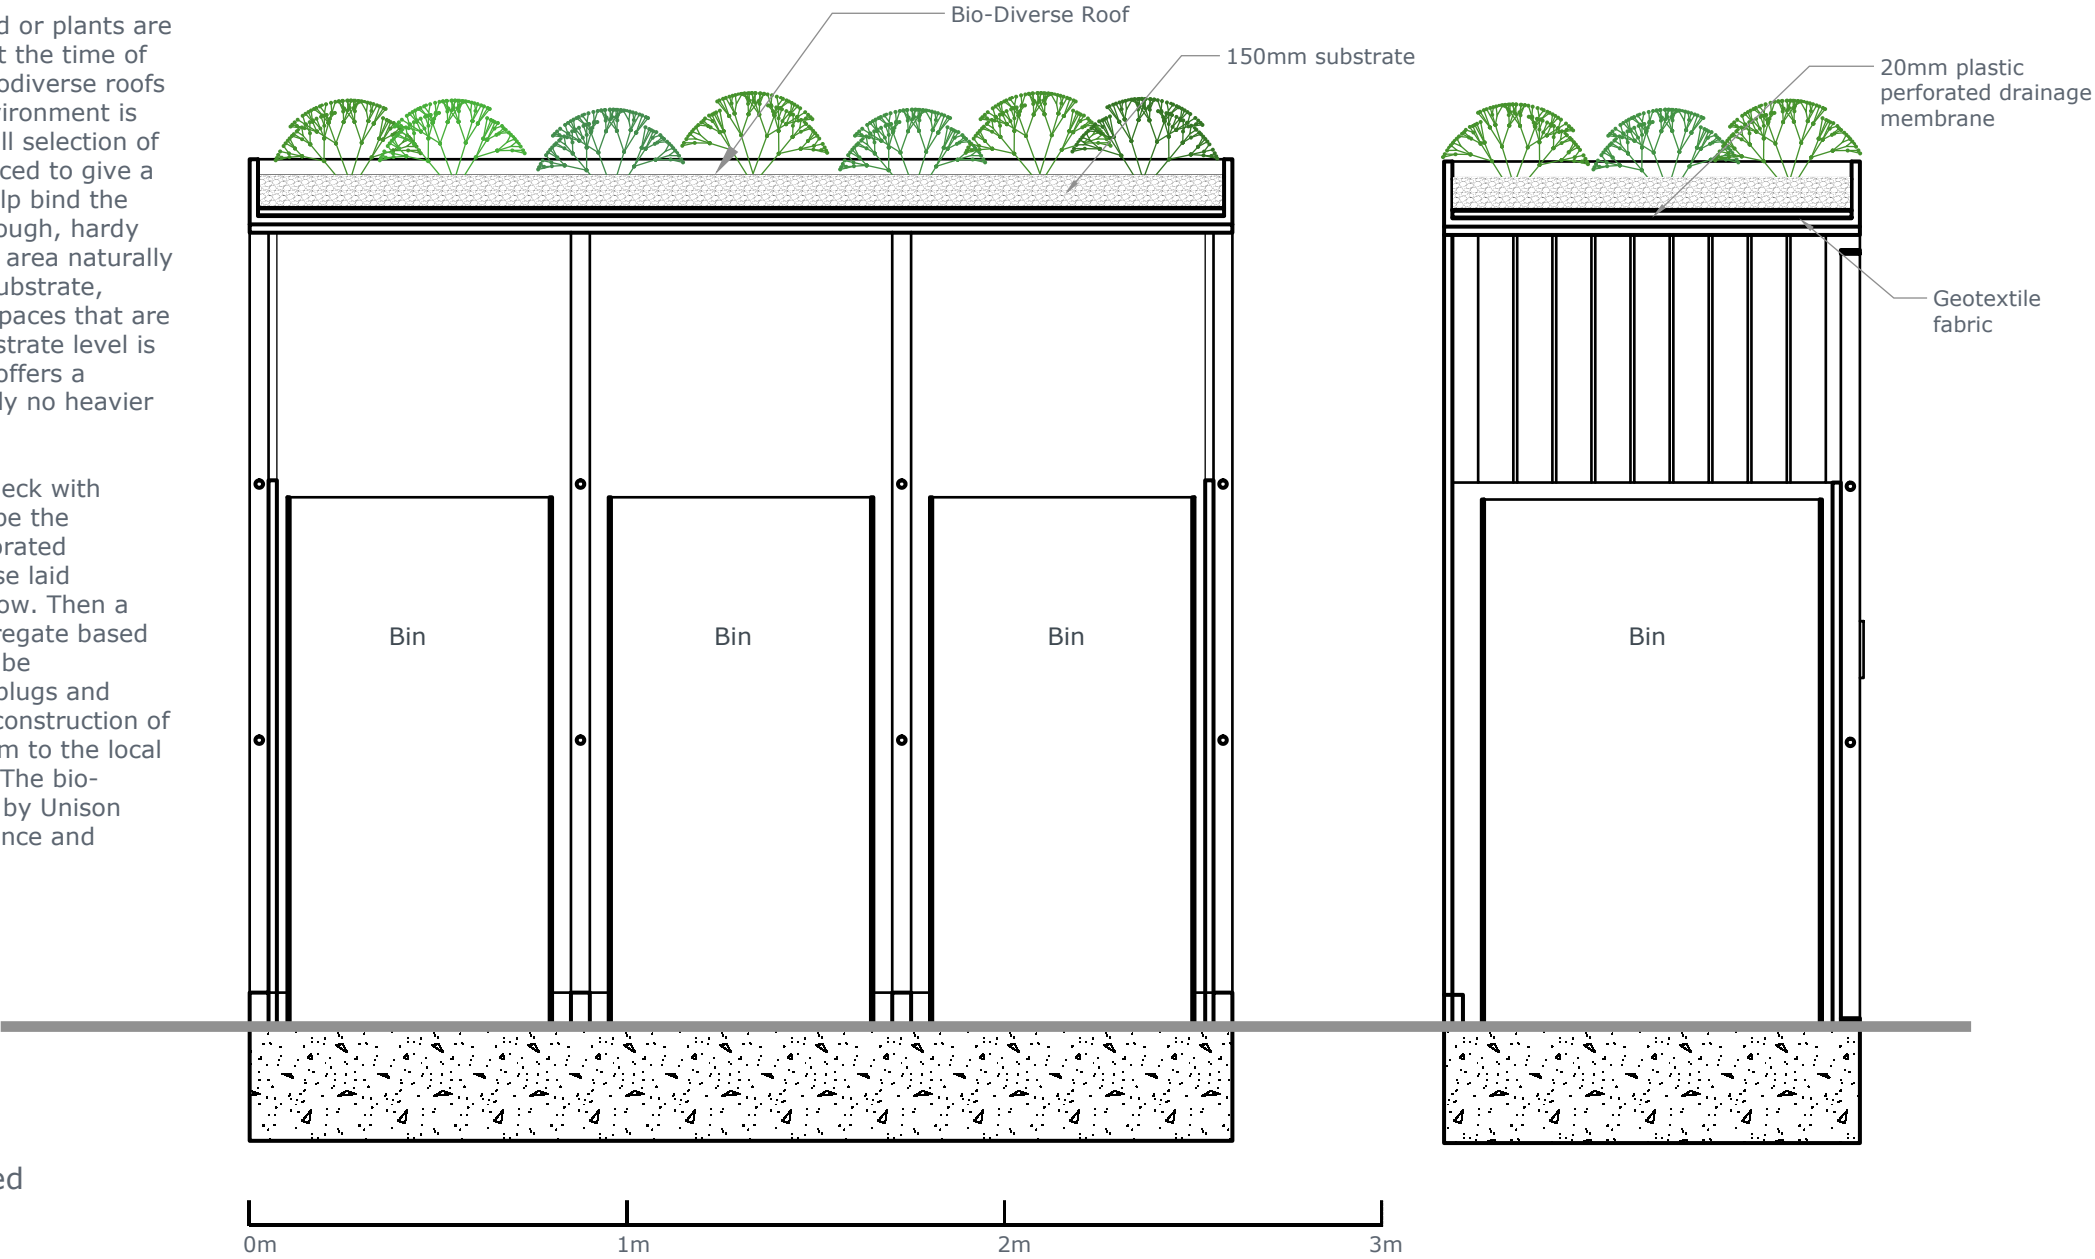 d or plants are
t the time of
odiverse roofs
vironment is
ll selection of
ced to give a
lp bind the
ough, hardy
area naturally
ubstrate,
paces that are
strate level is
offers a
ly no heavier
eck with
be the
orated
se laid
ow. Then a
regate based
be
plugs and
construction of
m to the local
The bio-
by Unison
nce and
ed
Bio-Diverse Roof
150mm substrate
20mm plastic
perforated drainage
membrane
Geotextile
fabric
Bin
Bin
Bin
Bin
0m
1m
2m
3m